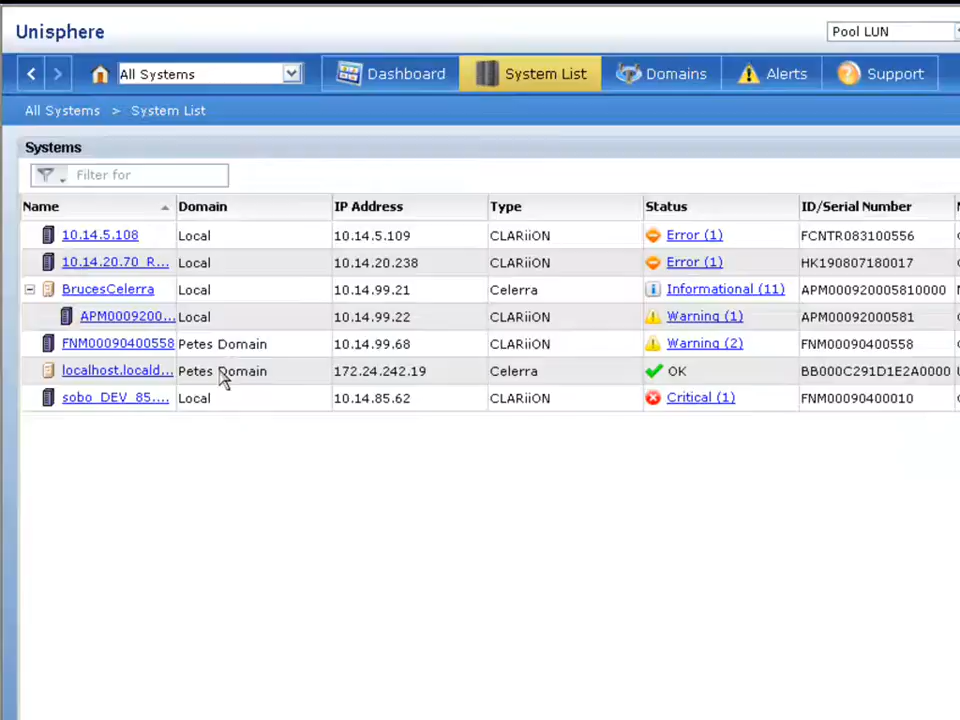 Unisphere
Pool LUN
All Systems
Dashboard
System List
Domains
Alerts
Support
All Systems > System List
Systems
Filter for
Name Domain IP Address Type Status ID/Serial Number
10.14.5.108 Local 10.14.5.109 CLARiiON Error (1) FCNTR083100556
10.14.20.70_R... Local 10.14.20.238 CLARiiON Error (1) HK190807180017
BrucesCelerra Local 10.14.99.21 Celerra Informational (11) APM000920005810000
APM0009200... Local 10.14.99.22 CLARiiON Warning (1) APM00092000581
FNM00090400558 Petes Domain 10.14.99.68 CLARiiON Warning (2) FNM00090400558
localhost.locald... Petes Domain 172.24.242.19 Celerra OK BB000C291D1E2A0000
sobo_DEV_85.... Local 10.14.85.62 CLARiiON Critical (1) FNM00090400010